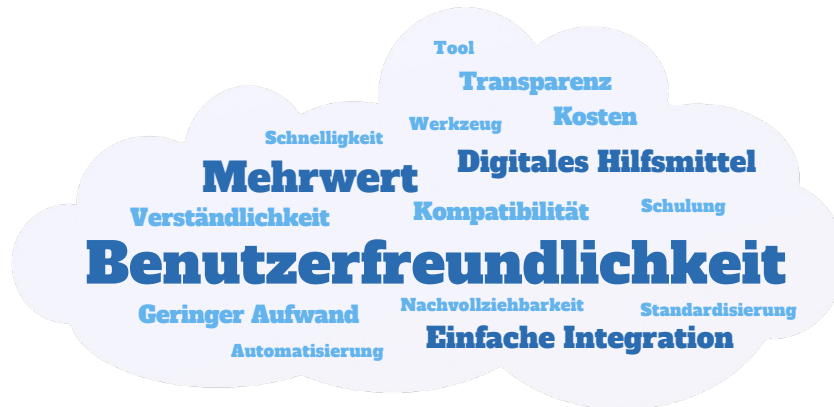 Tool
Transparenz
Kosten
Werkzeug
Schnelligkeit
Digitales Hilfsmittel
Mehrwert
Schulung
Kompatibilität
Verständlichkeit
Benutzerfreundlichkeit
Nachvollziehbarkeit
Standardisierung
Geringer Aufwand
Einfache Integration
Automatisierung